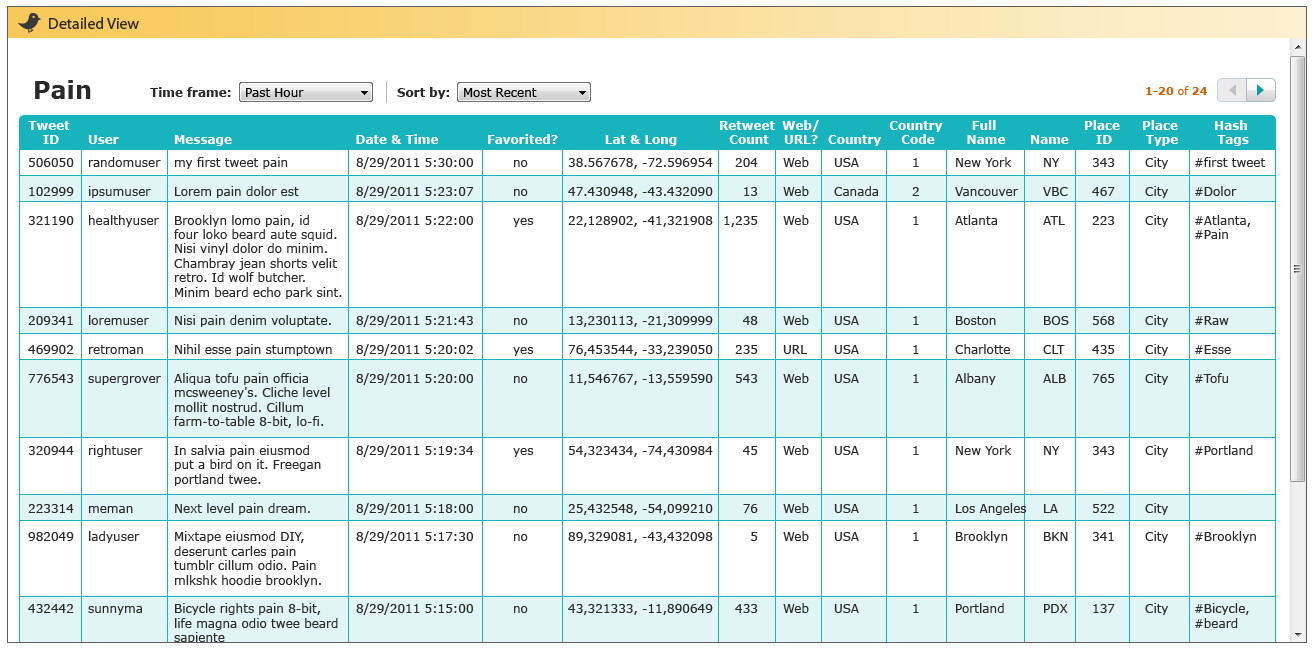 Detailed View
Pain Time frame: Past Hour Sort by: Most Recent 1-20 of 24
Tweet ID User Message Date & Time Favorited? Lat & Long Retweet Count Web/ URL? Country Country Code Full Name Name Place ID Place Type Hash Tags
506050 randomuser my first tweet pain 8/29/2011 5:30:00 no 38.567678, -72.596954 204 Web USA 1 New York NY 343 City #first tweet
102999 ipsumuser Lorem pain dolor est 8/29/2011 5:23:07 no 47.430948, -43.432090 13 Web Canada 2 Vancouver VBC 467 City #Dolor
321190 healthyuser Brooklyn lomo pain, id 8/29/2011 5:22:00 yes 22,128902, -41,321908 1,235 Web USA 1 Atlanta ATL 223 City #Atlanta,
four loko beard aute squid. #Pain
Nisi vinyl dolor do minim.
Chambray jean shorts velit
retro. Id wolf butcher.
Minim beard echo park sint.
209341 loremuser Nisi pain denim voluptate. 8/29/2011 5:21:43 no 13,230113, -21,309999 48 Web USA 1 Boston BOS 568 City #Raw
469902 retroman Nihil esse pain stumptown 8/29/2011 5:20:02 yes 76,453544, -33,239050 235 URL USA 1 Charlotte CLT 435 City #Esse
776543 supergrover Aliqua tofu pain officia 8/29/2011 5:20:00 no 11,546767, -13,559590 543 Web USA 1 Albany ALB 765 City #Tofu
mcsweeney's. Cliche level
mollit nostrud. Cillum
farm-to-table 8-bit, lo-fi.
320944 rightuser In salvia pain eiusmod 8/29/2011 5:19:34 yes 54,323434, -74,430984 45 Web USA 1 New York NY 343 City #Portland
put a bird on it. Freegan
portland twee.
223314 meman Next level pain dream. 8/29/2011 5:18:00 no 25,432548, -54,099210 76 Web USA 1 Los Angeles LA 522 City
982049 ladyuser Mixtape eiusmod DIY, 8/29/2011 5:17:30 no 89,329081, -43,432098 5 Web USA 1 Brooklyn BKN 341 City #Brooklyn
deserunt carles pain
tumblr cillum odio. Pain
mlkshk hoodie brooklyn.
432442 sunnyma Bicycle rights pain 8-bit, 8/29/2011 5:15:00 no 43,321333, -11,890649 433 Web USA 1 Portland PDX 137 City #Bicycle,
life magna odio twee beard #beard
sapiente